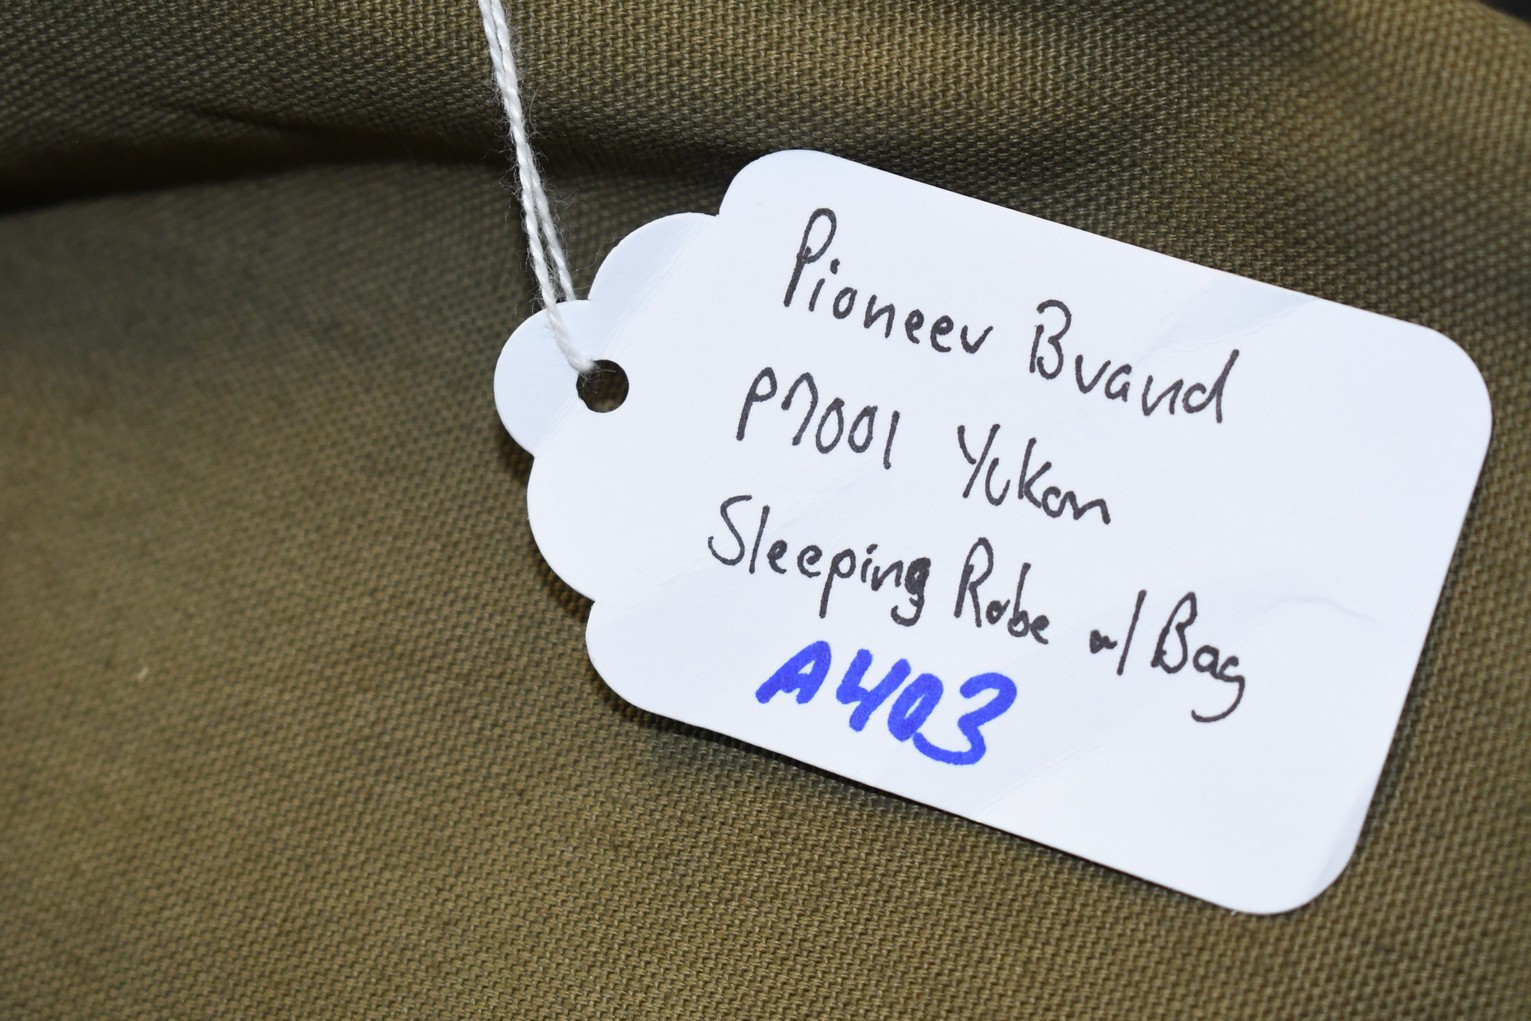 Pioneer Brand
P7001 Yukon
Sleeping Robe w/ Bag
A403